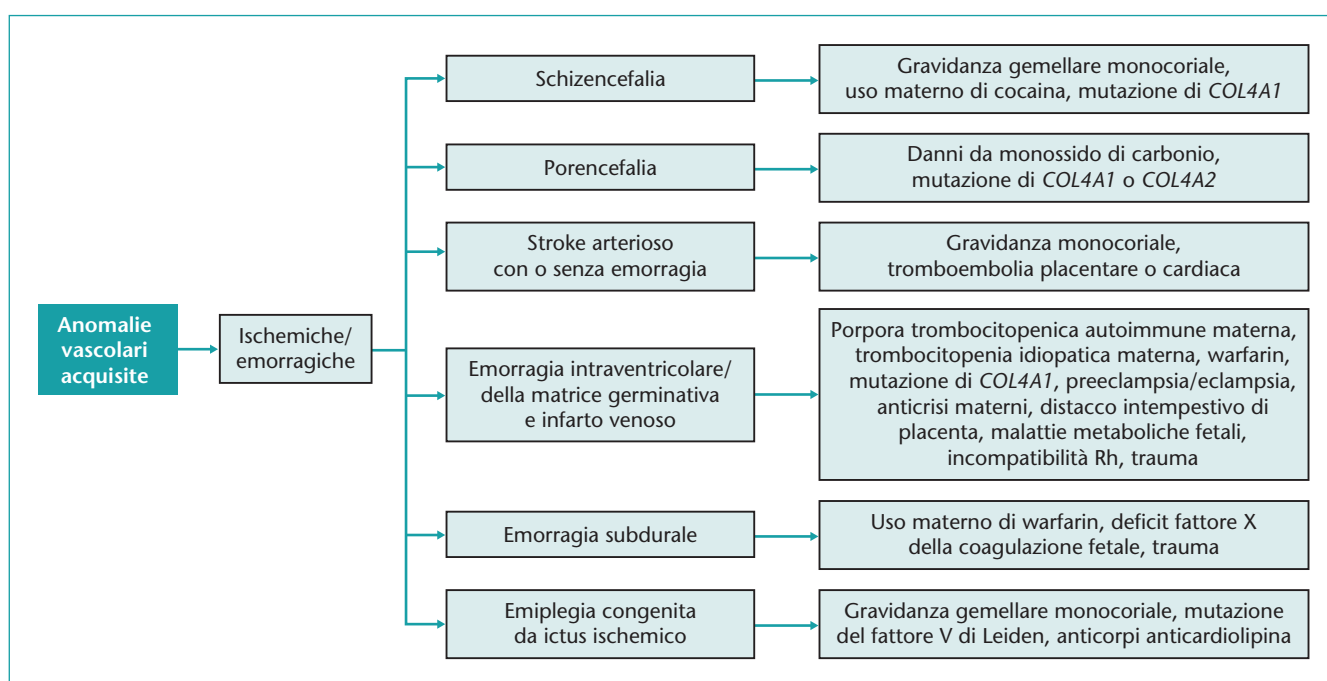 Anomalie
vascolari
acquisite
Ischemiche/
emorragiche
Schizencefalia
Gravidanza gemellare monocoriale,
uso materno di cocaina, mutazione di COL4A1
Porencefalia
Danni da monossido di carbonio,
mutazione di COL4A1 o COL4A2
Stroke arterioso
con o senza emorragia
Gravidanza monocoriale,
tromboembolia placentare o cardiaca
Emorragia intraventricolare/
della matrice germinativa
e infarto venoso
Porpora trombocitopenica autoimmune materna,
trombocitopenia idiopatica materna, warfarin,
mutazione di COL4A1, preeclampsia/eclampsia,
anticrisi materni, distacco intempestivo di
placenta, malattie metaboliche fetali,
incompatibilità Rh, trauma
Emorragia subdurale
Uso materno di warfarin, deficit fattore X
della coagulazione fetale, trauma
Emiplegia congenita
da ictus ischemico
Gravidanza gemellare monocoriale, mutazione
del fattore V di Leiden, anticorpi anticardiolipina